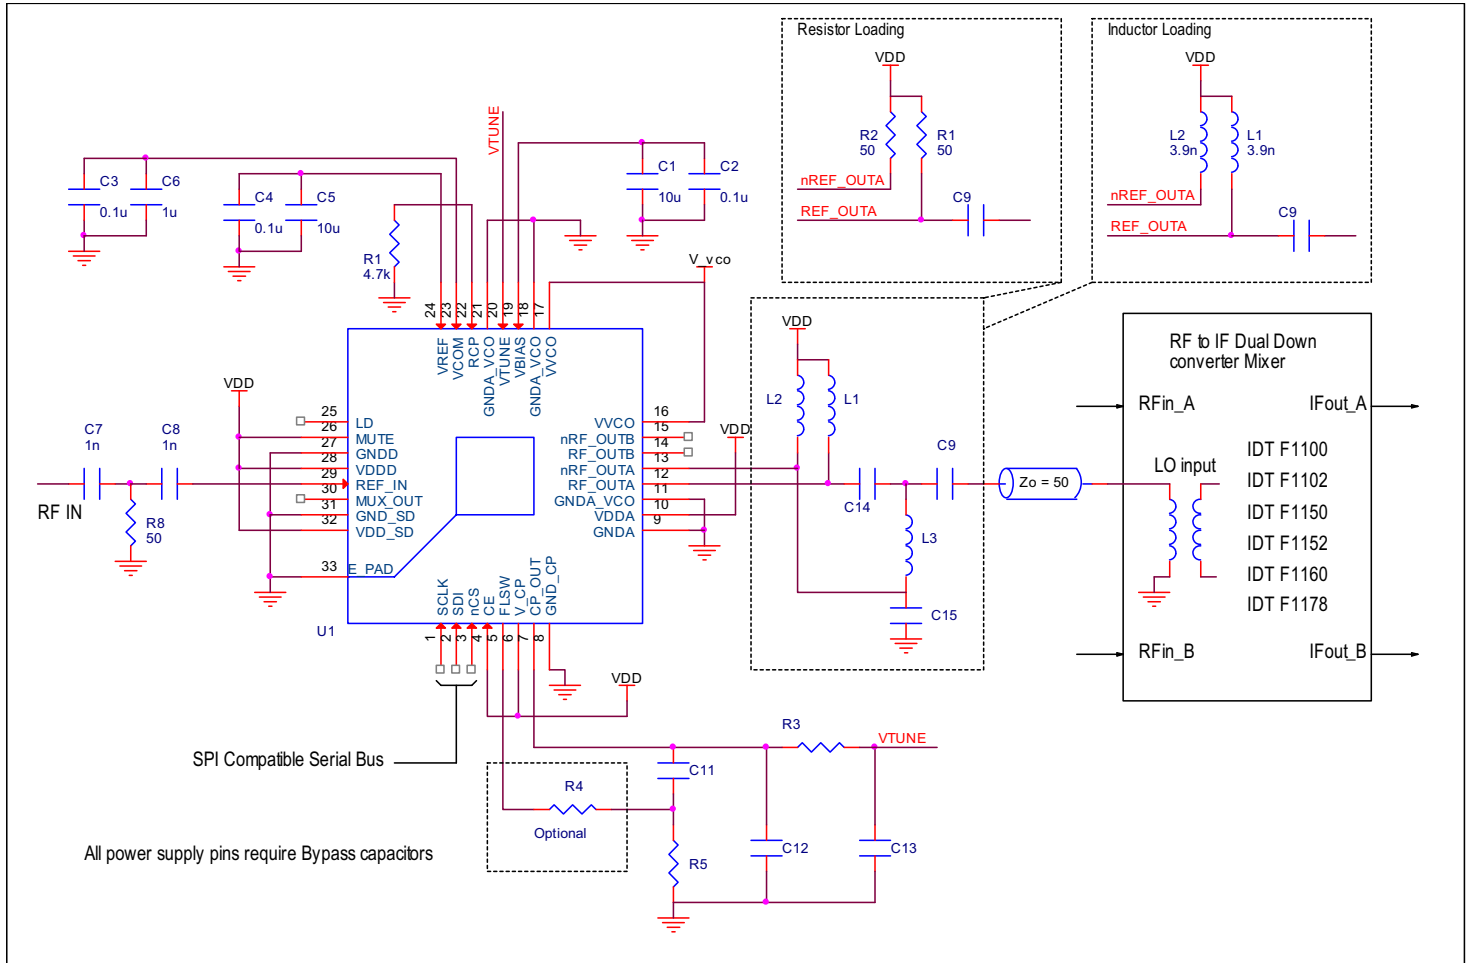 Resistor Loading
VDD
R2
50
R1
50
nREF_OUTA
REF_OUTA
C9
Inductor Loading
VDD
L2
3.9n
L1
3.9n
nREF_OUTA
REF_OUTA
C9
C3
0.1u
C6
1u
C4
0.1u
C5
10u
R1
4.7k
VTUNE
C1
10u
C2
0.1u
V_vco
24
23
22
21
20
19
18
17
VREF
VCOM
RCP
GNDA_VCO
VTUNE
VBIAS
GNDA_VCO
VVCO
VDD
C7
1n
C8
1n
RF IN
R8
50
25
26
27
28
29
30
31
32
33
LD
MUTE
GNDD
VDDD
REF_IN
MUX_OUT
GND_SD
VDD_SD
E_PAD
VVCO
nRF_OUTB
RF_OUTB
nRF_OUTA
RF_OUTA
GNDA_VCO
VDDA
GNDA
16
15
14
13
12
11
10
9
VDD
SCLK
SDI
nCS
CE
FLSW
V_CP
CP_OUT
GND_CP
1
2
3
4
5
6
7
8
U1
VDD
L2
L1
C14
C9
L3
C15
Zo = 50
RF to IF Dual Down
converter Mixer
RFin_A
IFout_A
LO input
IDT F1100
IDT F1102
IDT F1150
IDT F1152
IDT F1160
IDT F1178
RFin_B
IFout_B
VDD
SPI Compatible Serial Bus
R3
VTUNE
C11
R4
Optional
R5
C12
C13
All power supply pins require Bypass capacitors